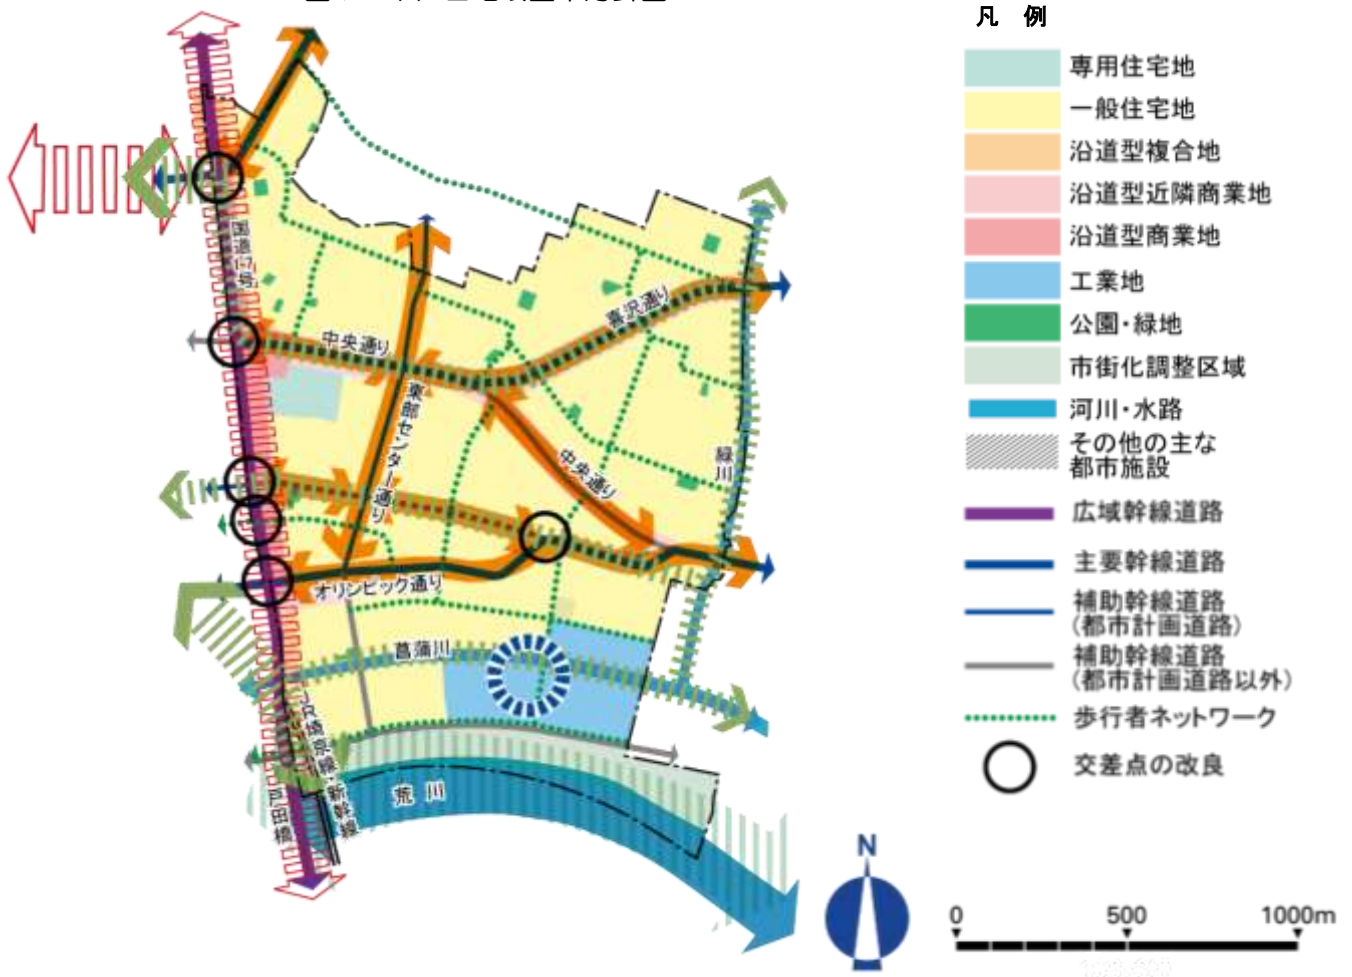 凡 例
専用住宅地
一般住宅地
沿道型複合地
沿道型近隣商業地
沿道型商業地
工業地
公園・緑地
市街化調整区域
河川・水路
その他の主な
都市施設
広域幹線道路
主要幹線道路
補助幹線道路
(都市計画道路)
補助幹線道路
(都市計画道路以外)
歩行者ネットワーク
交差点の改良
国道17号
中央通り
喜沢通り
東部センター通り
中央通り
緑川
オリンピック通り
菖蒲川
JR埼京線・新幹線
戸田橋
荒川
N
0 500 1000m